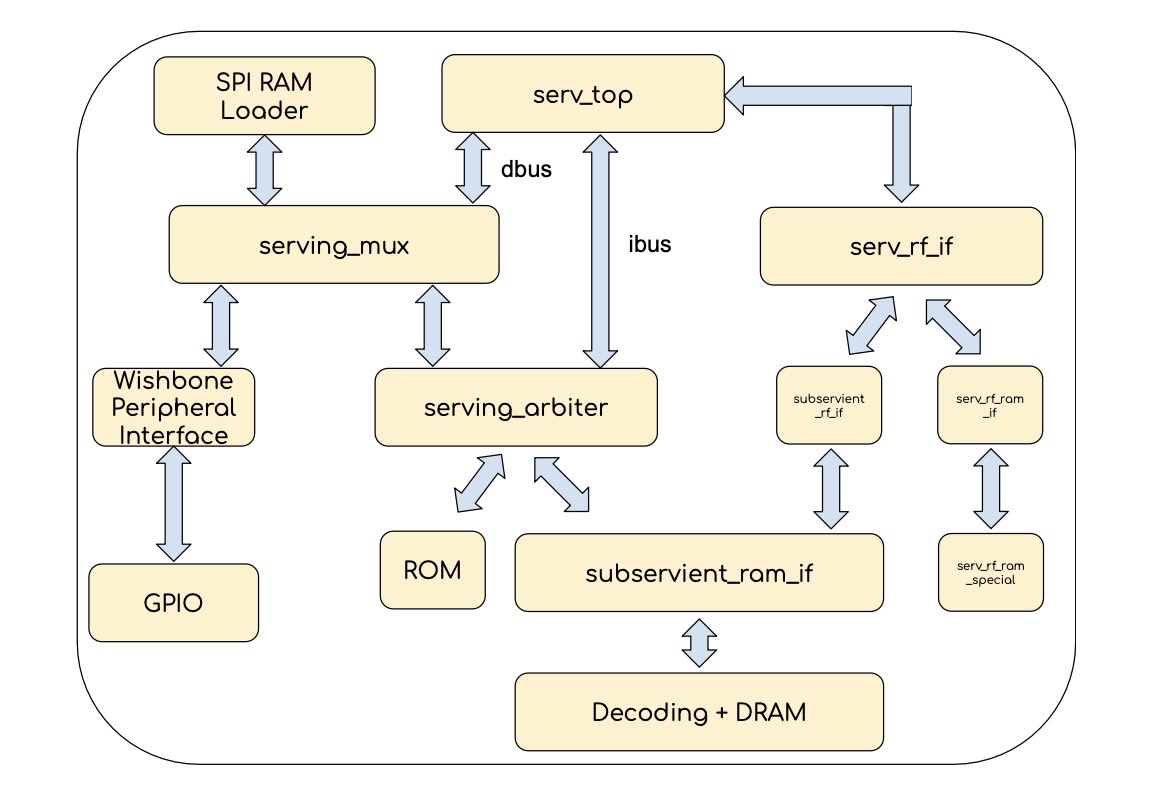 SPI RAM
Loader
serv_top
dbus
serving_mux
ibus
serv_rf_if
Wishbone
Peripheral
Interface
serving_arbiter
subservient
_rf_if
serv_rf_ram
_if
ROM
subservient_ram_if
serv_rf_ram
_special
GPIO
Decoding + DRAM